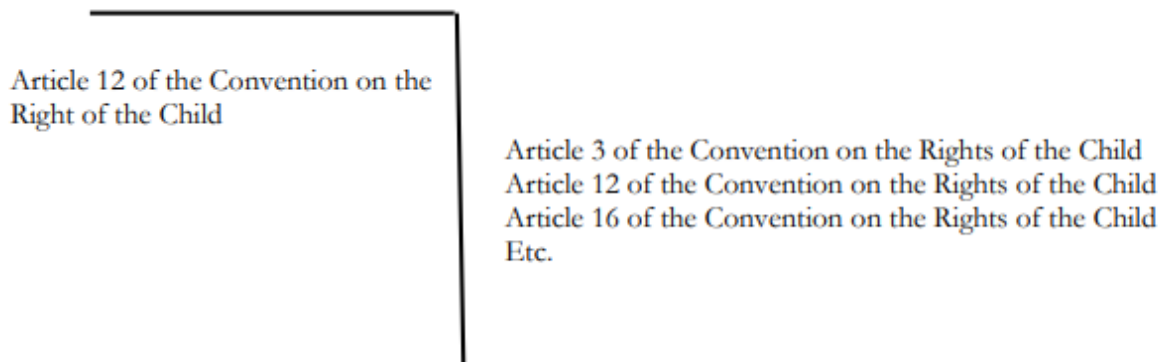 Article 12 of the Convention on the
Right of the Child
Article 3 of the Convention on the Rights of the Child
Article 12 of the Convention on the Rights of the Child
Article 16 of the Convention on the Rights of the Child
Etc.